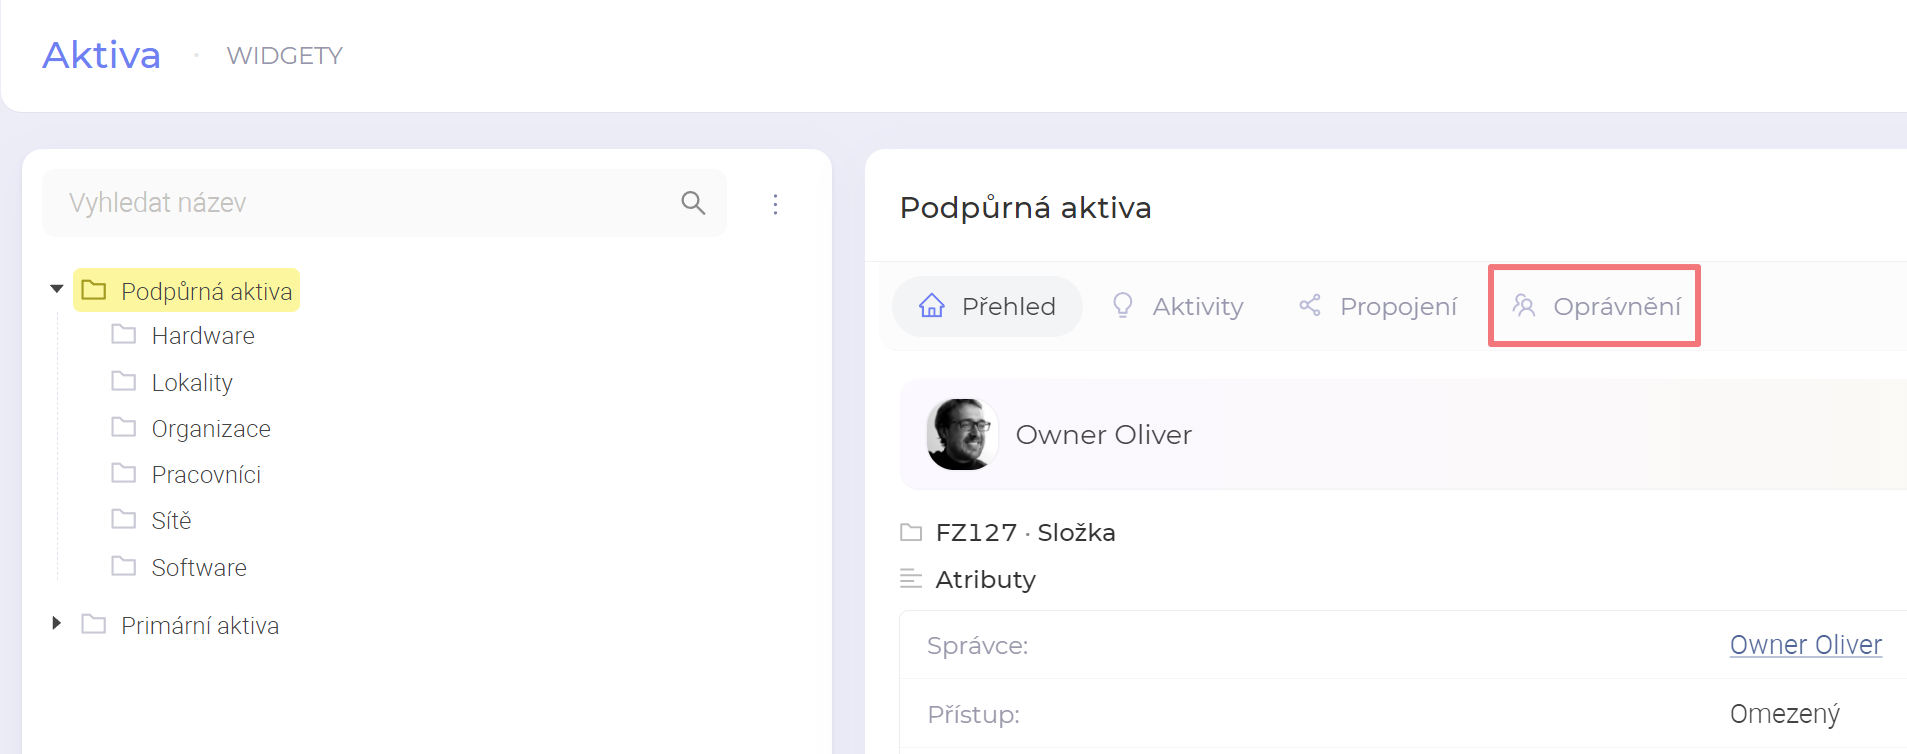 Aktiva · WIDGETY
Vyhledat název
Podpůrná aktiva
Hardware
Lokality
Organizace
Pracovníci
Sítě
Software
Primární aktiva
Podpůrná aktiva
Přehled Aktivity Propojení Oprávnění
Owner Oliver
FZ127 · Složka
Atributy
Správce: Owner Oliver
Přístup: Omezený